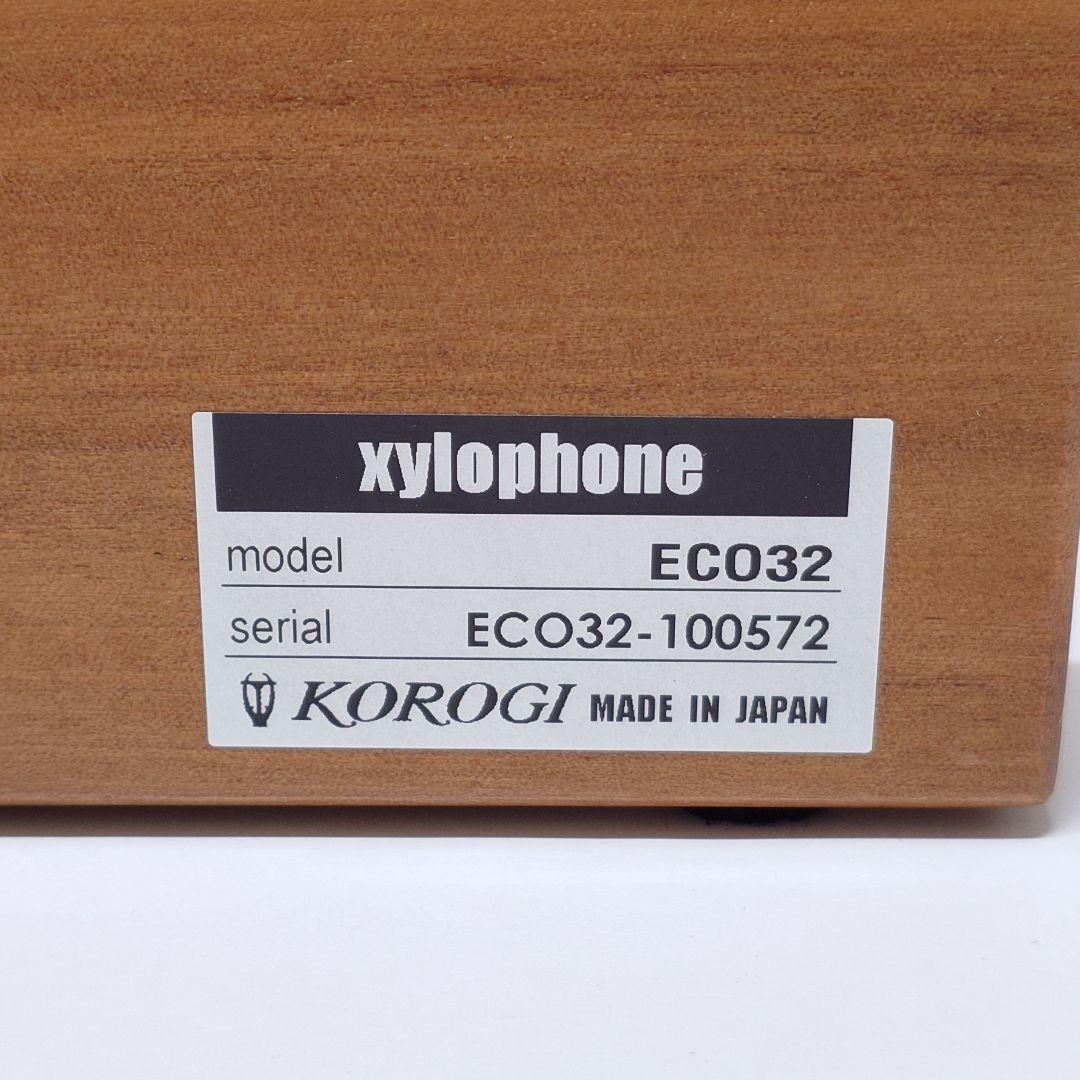 xylophone
model ECO32
serial ECO32-100572
KOROGI MADE IN JAPAN